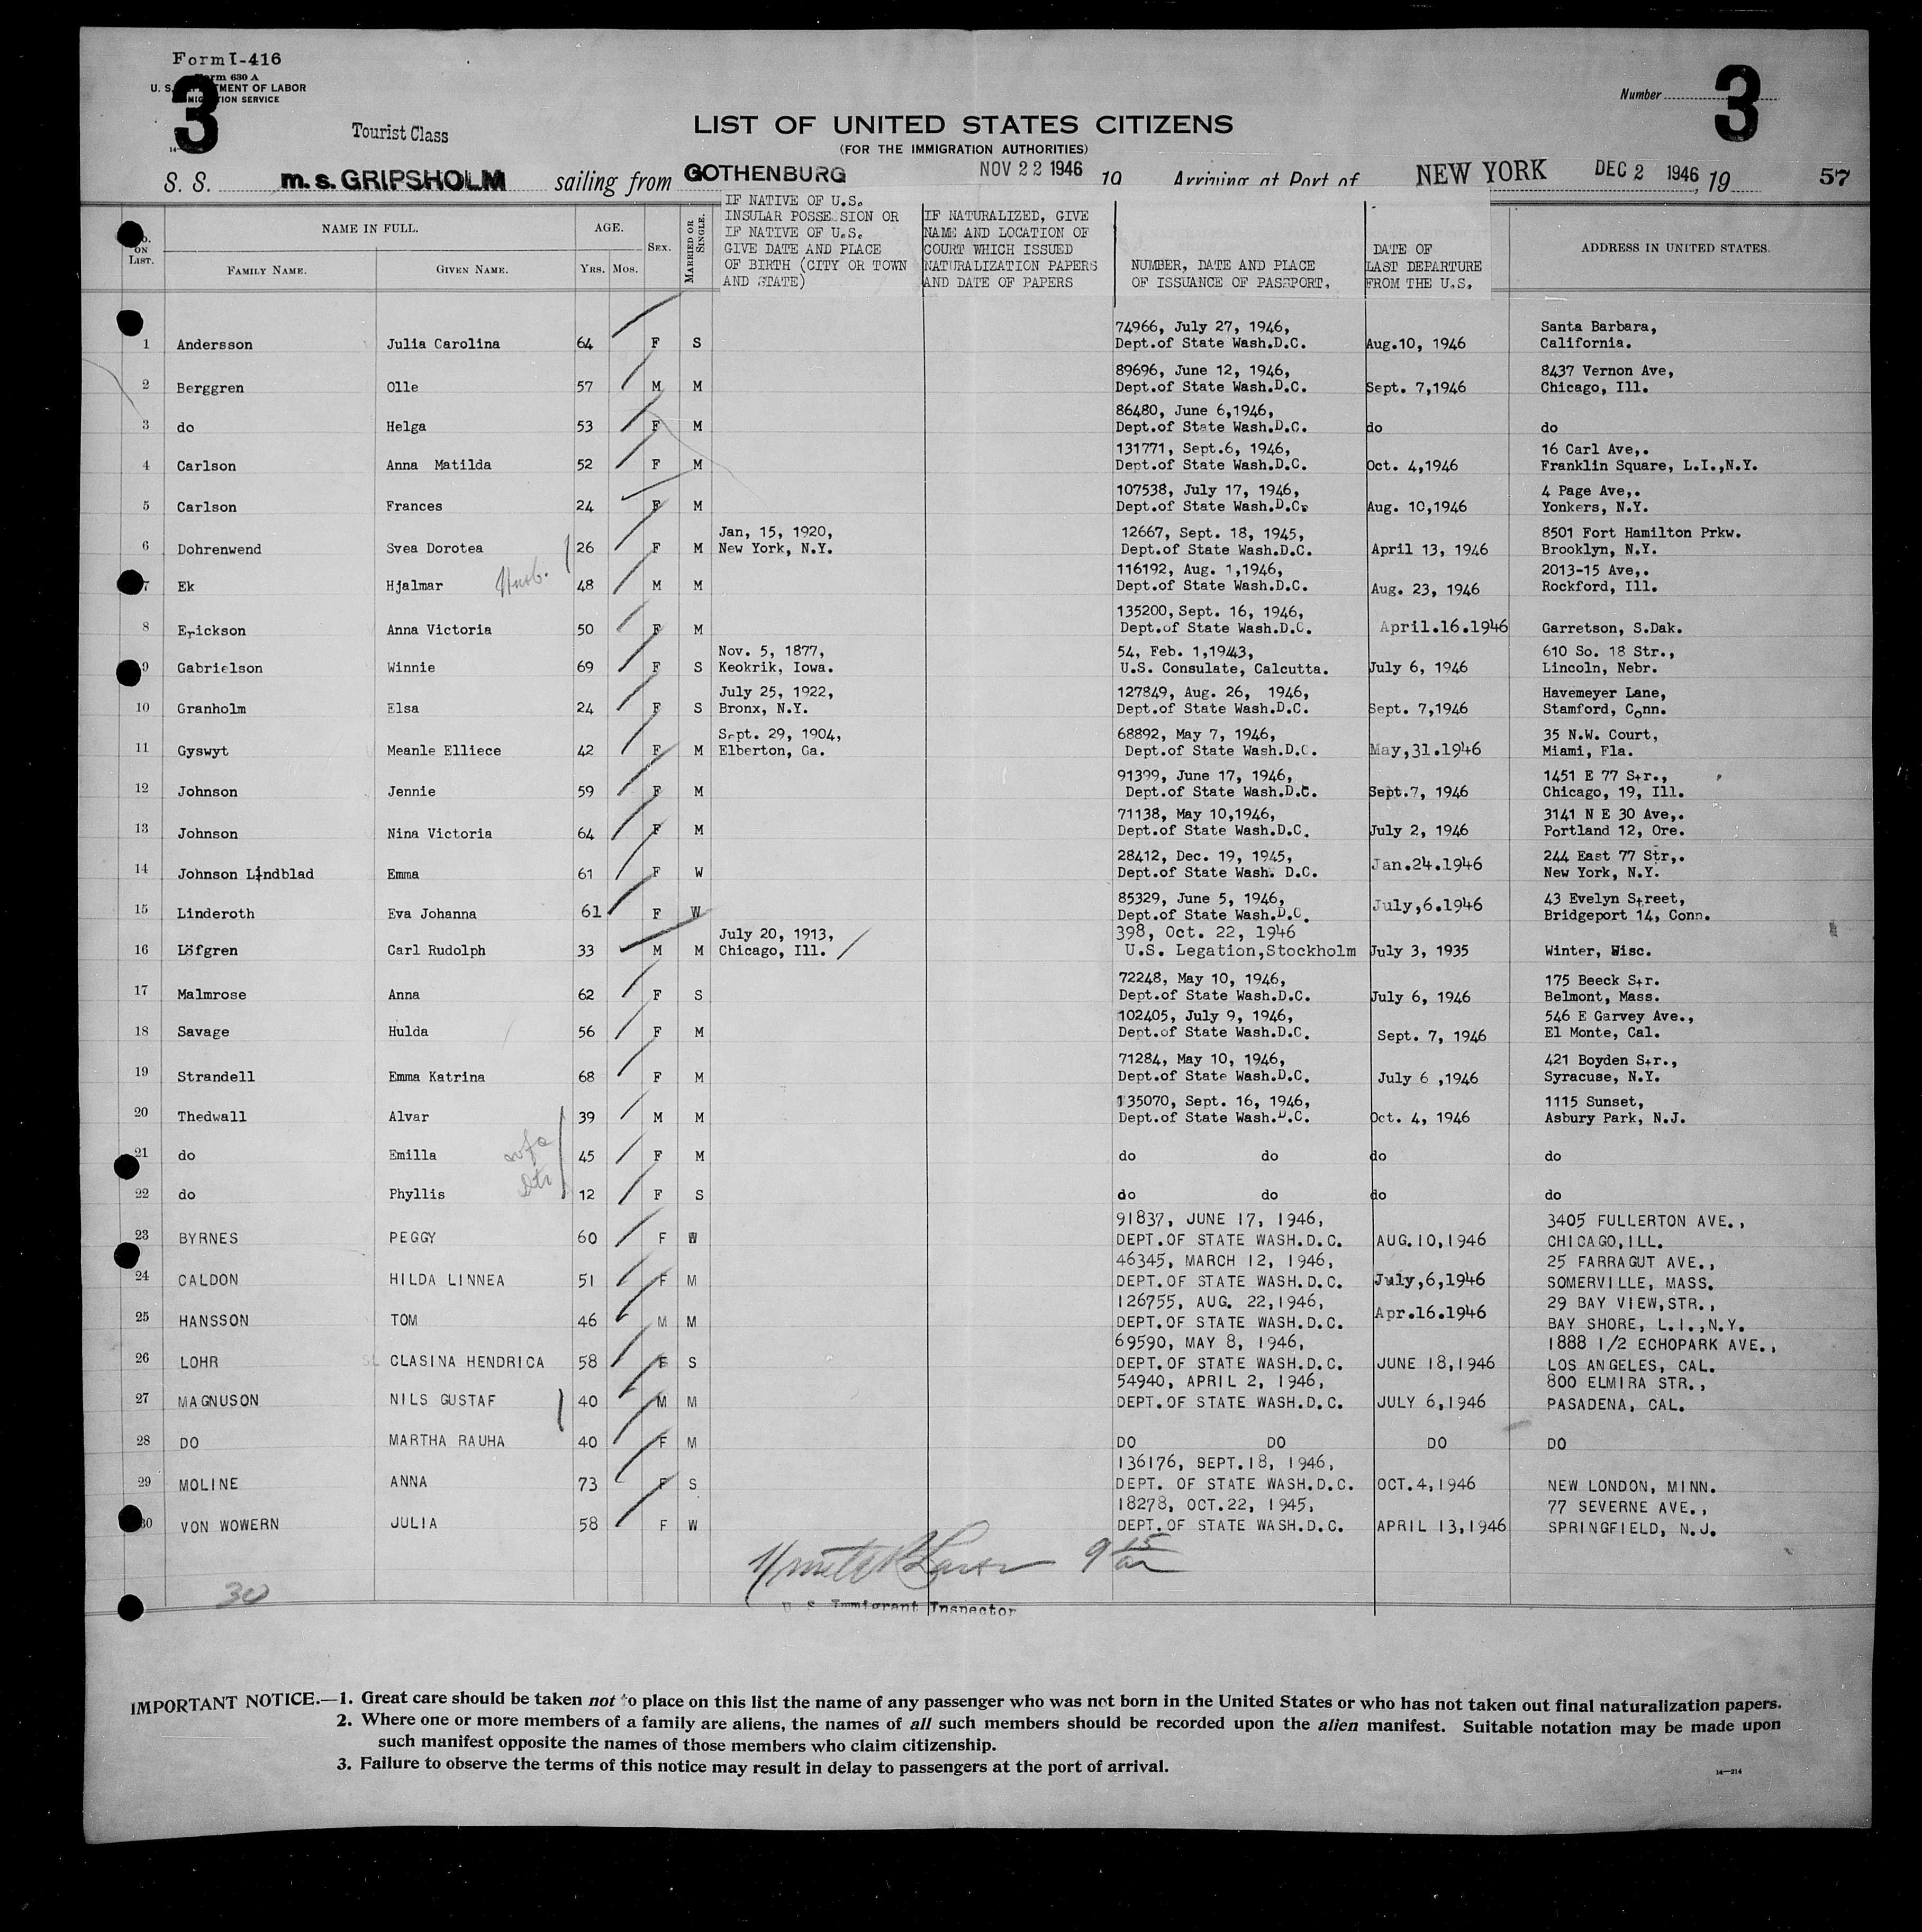 Form I-416
Form 630 A
U. S. DEPARTMENT OF LABOR
IMMIGRATION SERVICE
3
14—
Tourist Class
LIST OF UNITED STATES CITIZENS
(FOR THE IMMIGRATION AUTHORITIES)
Number
3
S. S. m. s. GRIPSHOLM sailing from GOTHENBURG NOV 22 1946 19 Arriving at Port of NEW YORK DEC 2 1946, 19 57
No. ON LIST.
NAME IN FULL.
FAMILY NAME. GIVEN NAME.
AGE.
YRS. MOS.
SEX.
MARRIED OR SINGLE.
IF NATIVE OF U.S.
INSULAR POSSESSION OR
IF NATIVE OF U.S.
GIVE DATE AND PLACE
OF BIRTH (CITY OR TOWN
AND STATE)
IF NATURALIZED, GIVE
NAME AND LOCATION OF
COURT WHICH ISSUED
NATURALIZATION PAPERS
AND DATE OF PAPERS
NUMBER, DATE AND PLACE
OF ISSUANCE OF PASSPORT.
DATE OF
LAST DEPARTURE
FROM THE U.S.
ADDRESS IN UNITED STATES.
74966, July 27, 1946, Santa Barbara,
1 Andersson Julia Carolina 64 F S Dept.of State Wash.D.C. Aug.10, 1946 California.
89696, June 12, 1946, 8437 Vernon Ave,
2 Berggren Olle 57 M M Dept.of State Wash.D.C. Sept. 7,1946 Chicago, Ill.
86480, June 6,1946,
3 do Helga 53 F M Dept.of State Wash.D.C. do do
131771, Sept.6, 1946, 16 Carl Ave,.
4 Carlson Anna Matilda 52 F M Dept.of State Wash.D.C. Oct. 4,1946 Franklin Square, L.I.,N.Y.
107538, July 17, 1946, 4 Page Ave,.
5 Carlson Frances 24 F M Dept.of State Wash.D.C. Aug. 10,1946 Yonkers, N.Y.
Jan, 15, 1920, 12667, Sept. 18, 1945, 8501 Fort Hamilton Prkw.
6 Dohrenwend Svea Dorotea 26 F M New York, N.Y. Dept.of State Wash.D.C. April 13, 1946 Brooklyn, N.Y.
116192, Aug. 1,1946, 2013-15 Ave,.
7 Ek Hjalmar Husb. 48 M M Dept.of State Wash.D.C. Aug. 23, 1946 Rockford, Ill.
135200, Sept. 16, 1946,
8 Erickson Anna Victoria 50 F M Dept.of State Wash.D.C. April.16.1946 Garretson, S.Dak.
Nov. 5, 1877, 54, Feb. 1,1943, 610 So. 18 Str.,
9 Gabrielson Winnie 69 F S Keokrik, Iowa. U.S. Consulate, Calcutta. July 6, 1946 Lincoln, Nebr.
July 25, 1922, 127849, Aug. 26, 1946, Havemeyer Lane,
10 Granholm Elsa 24 F S Bronx, N.Y. Dept.of State Wash.D.C. Sept. 7,1946 Stamford, Conn.
Sept. 29, 1904, 68892, May 7, 1946, 35 N.W. Court,
11 Gyswyt Meanle Elliece 42 F M Elberton, Ga. Dept.of State Wash.D.C. May,31.1946 Miami, Fla.
91399, June 17, 1946, 1451 E 77 Str.,
12 Johnson Jennie 59 F M Dept.of State Wash.D.C. Sept.7, 1946 Chicago, 19, Ill.
71138, May 10,1946, 3141 N E 30 Ave,.
13 Johnson Nina Victoria 64 F M Dept.of State Wash.D.C. July 2, 1946 Portland 12, Ore.
28412, Dec. 19, 1945, 244 East 77 Str,.
14 Johnson Lindblad Emma 61 F W Dept.of State Wash. D.C. Jan.24.1946 New York, N.Y.
85329, June 5, 1946, 43 Evelyn Street,
15 Linderoth Eva Johanna 61 F W Dept.of State Wash.D.C. July,6.1946 Bridgeport 14, Conn.
July 20, 1913, 398, Oct. 22, 1946
16 Löfgren Carl Rudolph 33 M M Chicago, Ill. U.S. Legation,Stockholm July 3, 1935 Winter, Wisc.
72248, May 10, 1946, 175 Beeck Str.
17 Malmrose Anna 62 F S Dept.of State Wash.D.C. July 6, 1946 Belmont, Mass.
102405, July 9, 1946, 546 E Garvey Ave.,
18 Savage Hulda 56 F M Dept.of State Wash.D.C. Sept. 7, 1946 El Monte, Cal.
71284, May 10, 1946, 421 Boyden Str.,
19 Strandell Emma Katrina 68 F M Dept.of State Wash.D.C. July 6 ,1946 Syracuse, N.Y.
135070, Sept. 16, 1946, 1115 Sunset,
20 Thedwall Alvar 39 M M Dept.of State Wash.D.C. Oct. 4, 1946 Asbury Park, N.J.
21 do Emilla wfe 45 F M do do do do
22 do Phyllis Dtr 12 F S do do do do
91837, JUNE 17, 1946, 3405 FULLERTON AVE.,
23 BYRNES PEGGY 60 F W DEPT.OF STATE WASH.D.C. AUG.10,1946 CHICAGO,ILL.
46345, MARCH 12, 1946, 25 FARRAGUT AVE.,
24 CALDON HILDA LINNEA 51 F M DEPT.OF STATE WASH.D.C. July,6,1946 SOMERVILLE, MASS.
126755, AUG. 22,1946, 29 BAY VIEW,STR.,
25 HANSSON TOM 46 M M DEPT.OF STATE WASH.D.C. Apr.16.1946 BAY SHORE, L.I.,N.Y.
69590, MAY 8, 1946, 1888 1/2 ECHOPARK AVE.,
26 LOHR CLASINA HENDRICA 58 F S DEPT.OF STATE WASH.D.C. JUNE 18,1946 LOS ANGELES, CAL.
54940, APRIL 2, 1946, 800 ELMIRA STR.,
27 MAGNUSON NILS GUSTAF 40 M M DEPT.OF STATE WASH.D.C. JULY 6,1946 PASADENA, CAL.
28 DO MARTHA RAUHA 40 F M DO DO DO DO
136176, SEPT.18, 1946,
29 MOLINE ANNA 73 F S DEPT. OF STATE WASH.D.C. OCT.4,1946 NEW LONDON, MINN.
18278, OCT.22, 1945, 77 SEVERNE AVE.,
30 VON WOWERN JULIA 58 F W DEPT.OF STATE WASH.D.C. APRIL 13,1946 SPRINGFIELD, N.J.
9 15
30
U S Immigrant Inspector
IMPORTANT NOTICE.—1. Great care should be taken not to place on this list the name of any passenger who was not born in the United States or who has not taken out final naturalization papers.
2. Where one or more members of a family are aliens, the names of all such members should be recorded upon the alien manifest. Suitable notation may be made upon
such manifest opposite the names of those members who claim citizenship.
3. Failure to observe the terms of this notice may result in delay to passengers at the port of arrival.
14—214